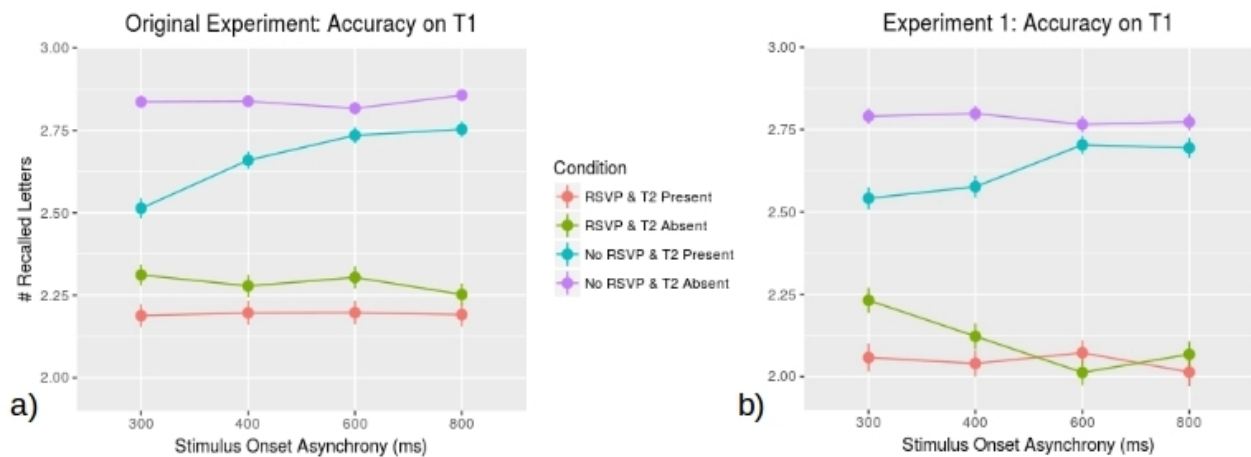 Original Experiment: Accuracy on T1
# Recalled Letters
3.00
2.75
2.50
2.25
2.00
300 400 600 800
Stimulus Onset Asynchrony (ms)
a)
Condition
RSVP & T2 Present
RSVP & T2 Absent
No RSVP & T2 Present
No RSVP & T2 Absent
Experiment 1: Accuracy on T1
3.00
2.75
2.50
2.25
2.00
300 400 600 800
Stimulus Onset Asynchrony (ms)
b)